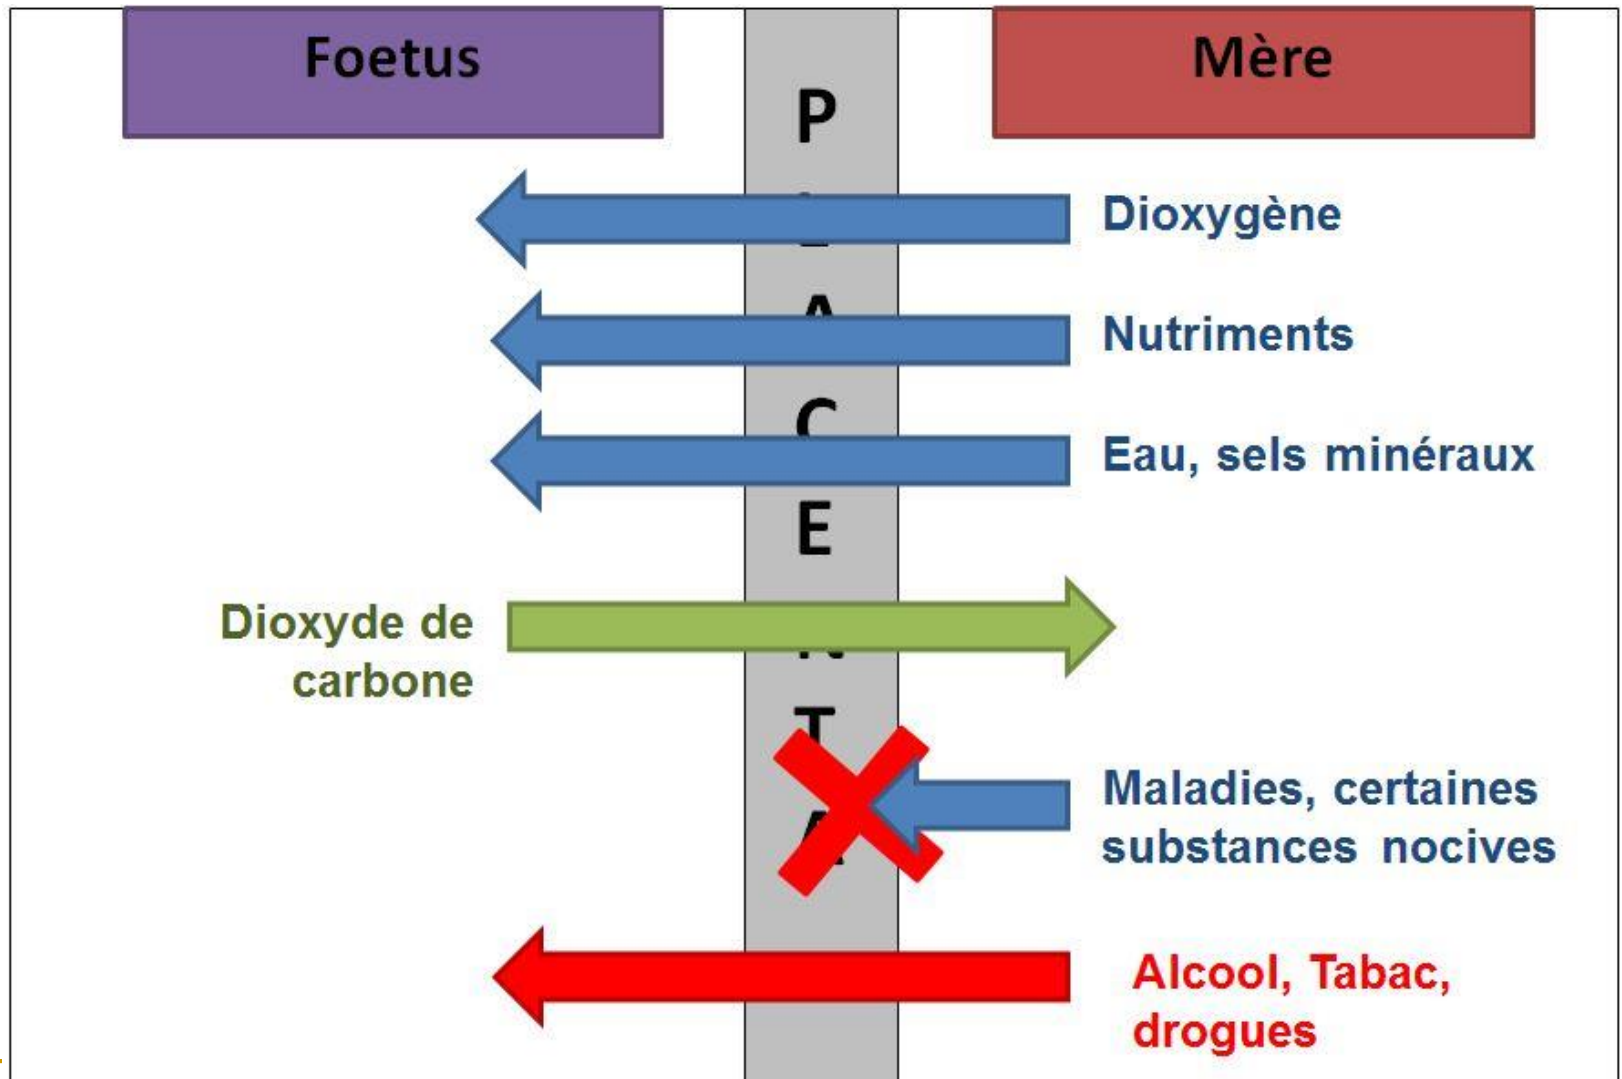 Foetus
Mère
P
L
A
C
E
N
T
A
Dioxygène
Nutriments
Eau, sels minéraux
Dioxyde de
carbone
Maladies, certaines
substances nocives
Alcool, Tabac,
drogues